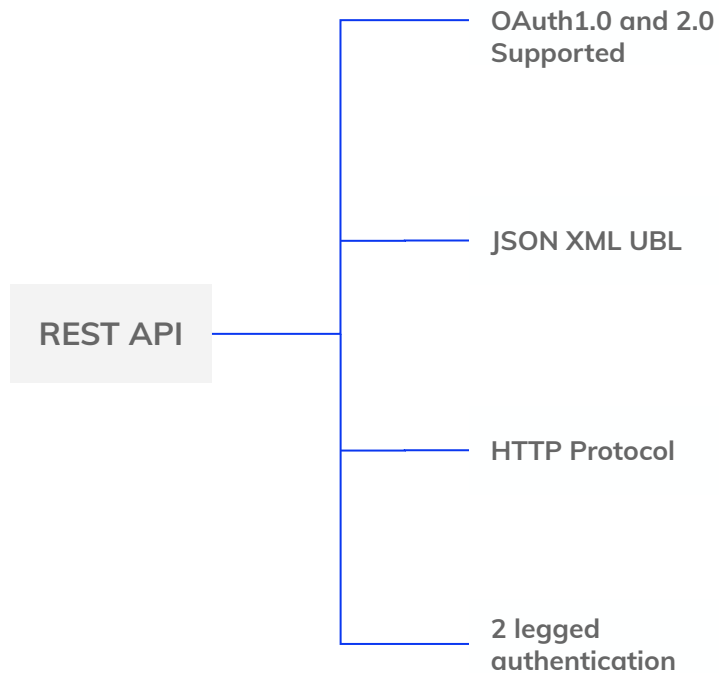 OAuth1.0 and 2.0
Supported
JSON XML UBL
REST API
HTTP Protocol
2 legged
authentication